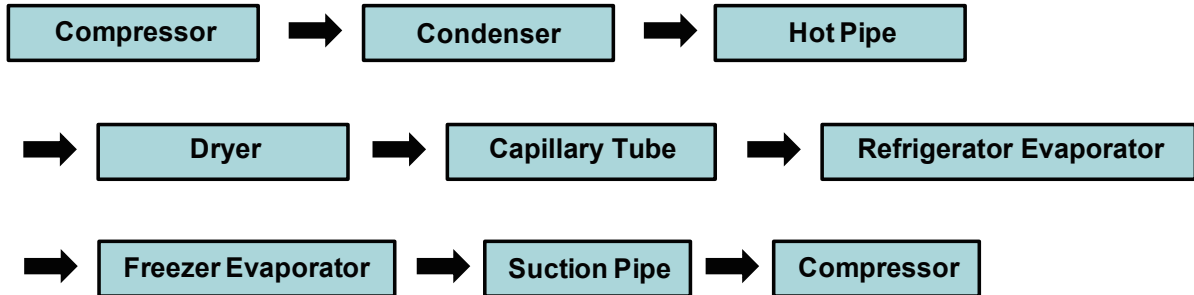 Compressor Condenser Hot Pipe
Dryer Capillary Tube Refrigerator Evaporator
Freezer Evaporator Suction Pipe Compressor